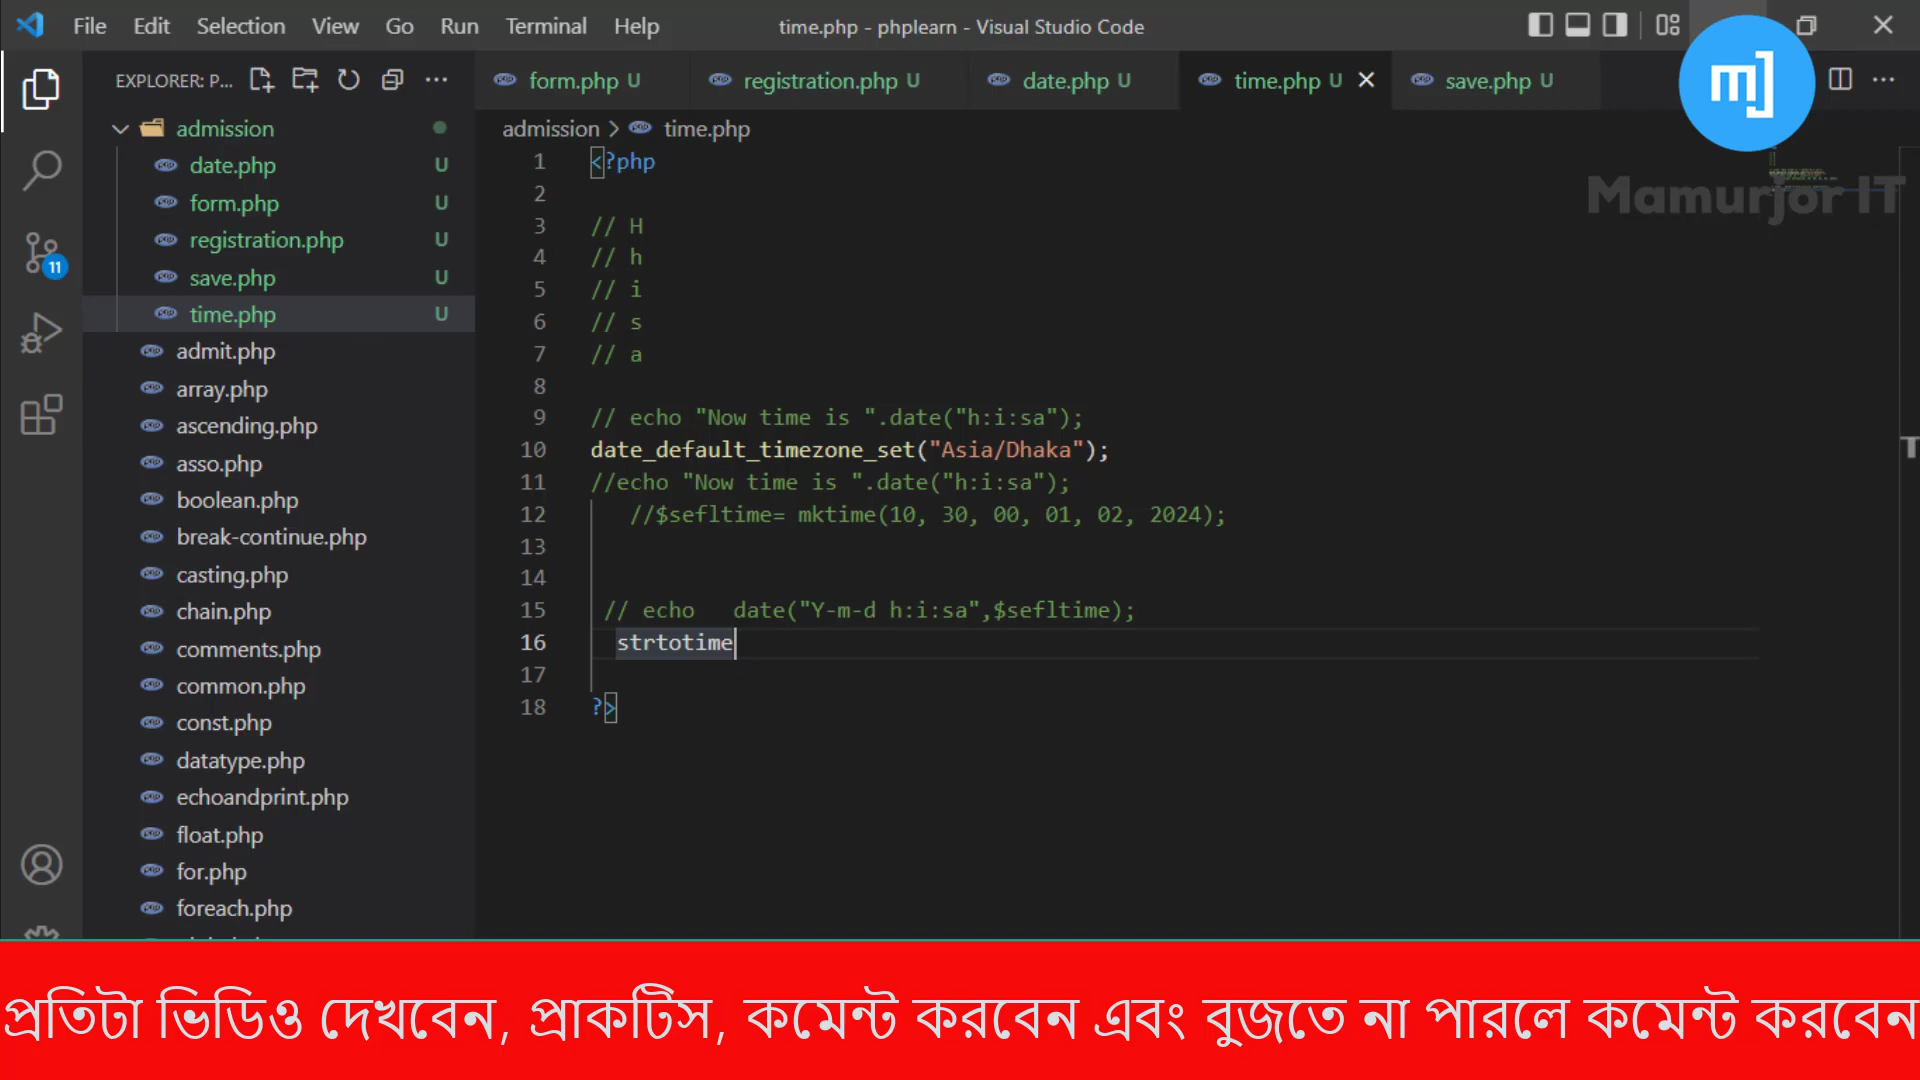 File Edit Selection View Go Run Terminal Help time.php - phplearn - Visual Studio Code
EXPLORER: P... form.php U registration.php U date.php U time.php U save.php U
mj
Mamurjor IT
admission
date.php U
form.php U
registration.php U
save.php U
time.php U
admit.php
array.php
ascending.php
asso.php
boolean.php
break-continue.php
casting.php
chain.php
comments.php
common.php
const.php
datatype.php
echoandprint.php
float.php
for.php
foreach.php
11
admission > time.php
1 <?php
2
3 // H
4 // h
5 // i
6 // s
7 // a
8
9 // echo "Now time is ".date("h:i:sa");
10 date_default_timezone_set("Asia/Dhaka");
11 //echo "Now time is ".date("h:i:sa");
12 //$sefltime= mktime(10, 30, 00, 01, 02, 2024);
13
14
15 // echo date("Y-m-d h:i:sa",$sefltime);
16 strtotime
17
18 ?>
T
প্রতিটা ভিডিও দেখবেন, প্রাকটিস, কমেন্ট করবেন এবং বুজতে না পারলে কমেন্ট করবেন